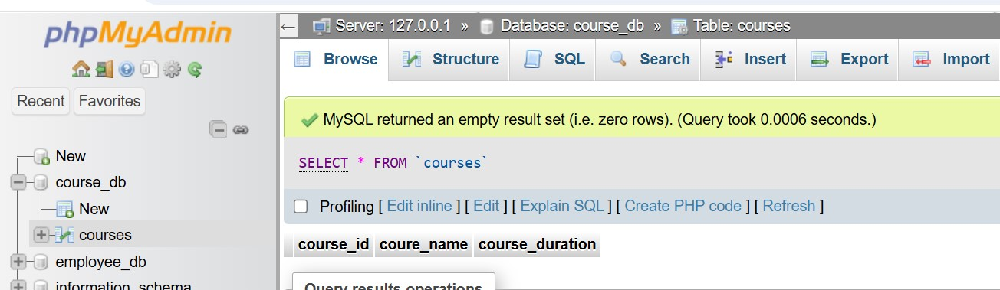 phpMyAdmin
Recent Favorites
New
course_db
New
courses
employee_db
information_schema
Server: 127.0.0.1 » Database: course_db » Table: courses
Browse Structure SQL Search Insert Export Import
MySQL returned an empty result set (i.e. zero rows). (Query took 0.0006 seconds.)
SELECT * FROM `courses`
Profiling [ Edit inline ] [ Edit ] [ Explain SQL ] [ Create PHP code ] [ Refresh ]
course_id coure_name course_duration
Query results operations